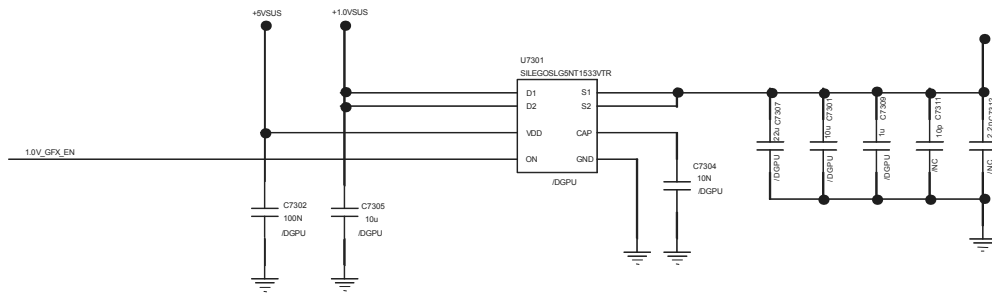 +5VSUS
+1.0VSUS
U7301
SILEGOSLG5NT1533VTR
D1
D2
VDD
ON
S1
S2
CAP
GND
/DGPU
1.0V_GFX_EN
C7302
100N
/DGPU
C7305
10u
/DGPU
C7304
10N
/DGPU
22u C7307
/DGPU
10u C7301
/DGPU
1u C7309
/DGPU
10p C7311
/NC
/NC